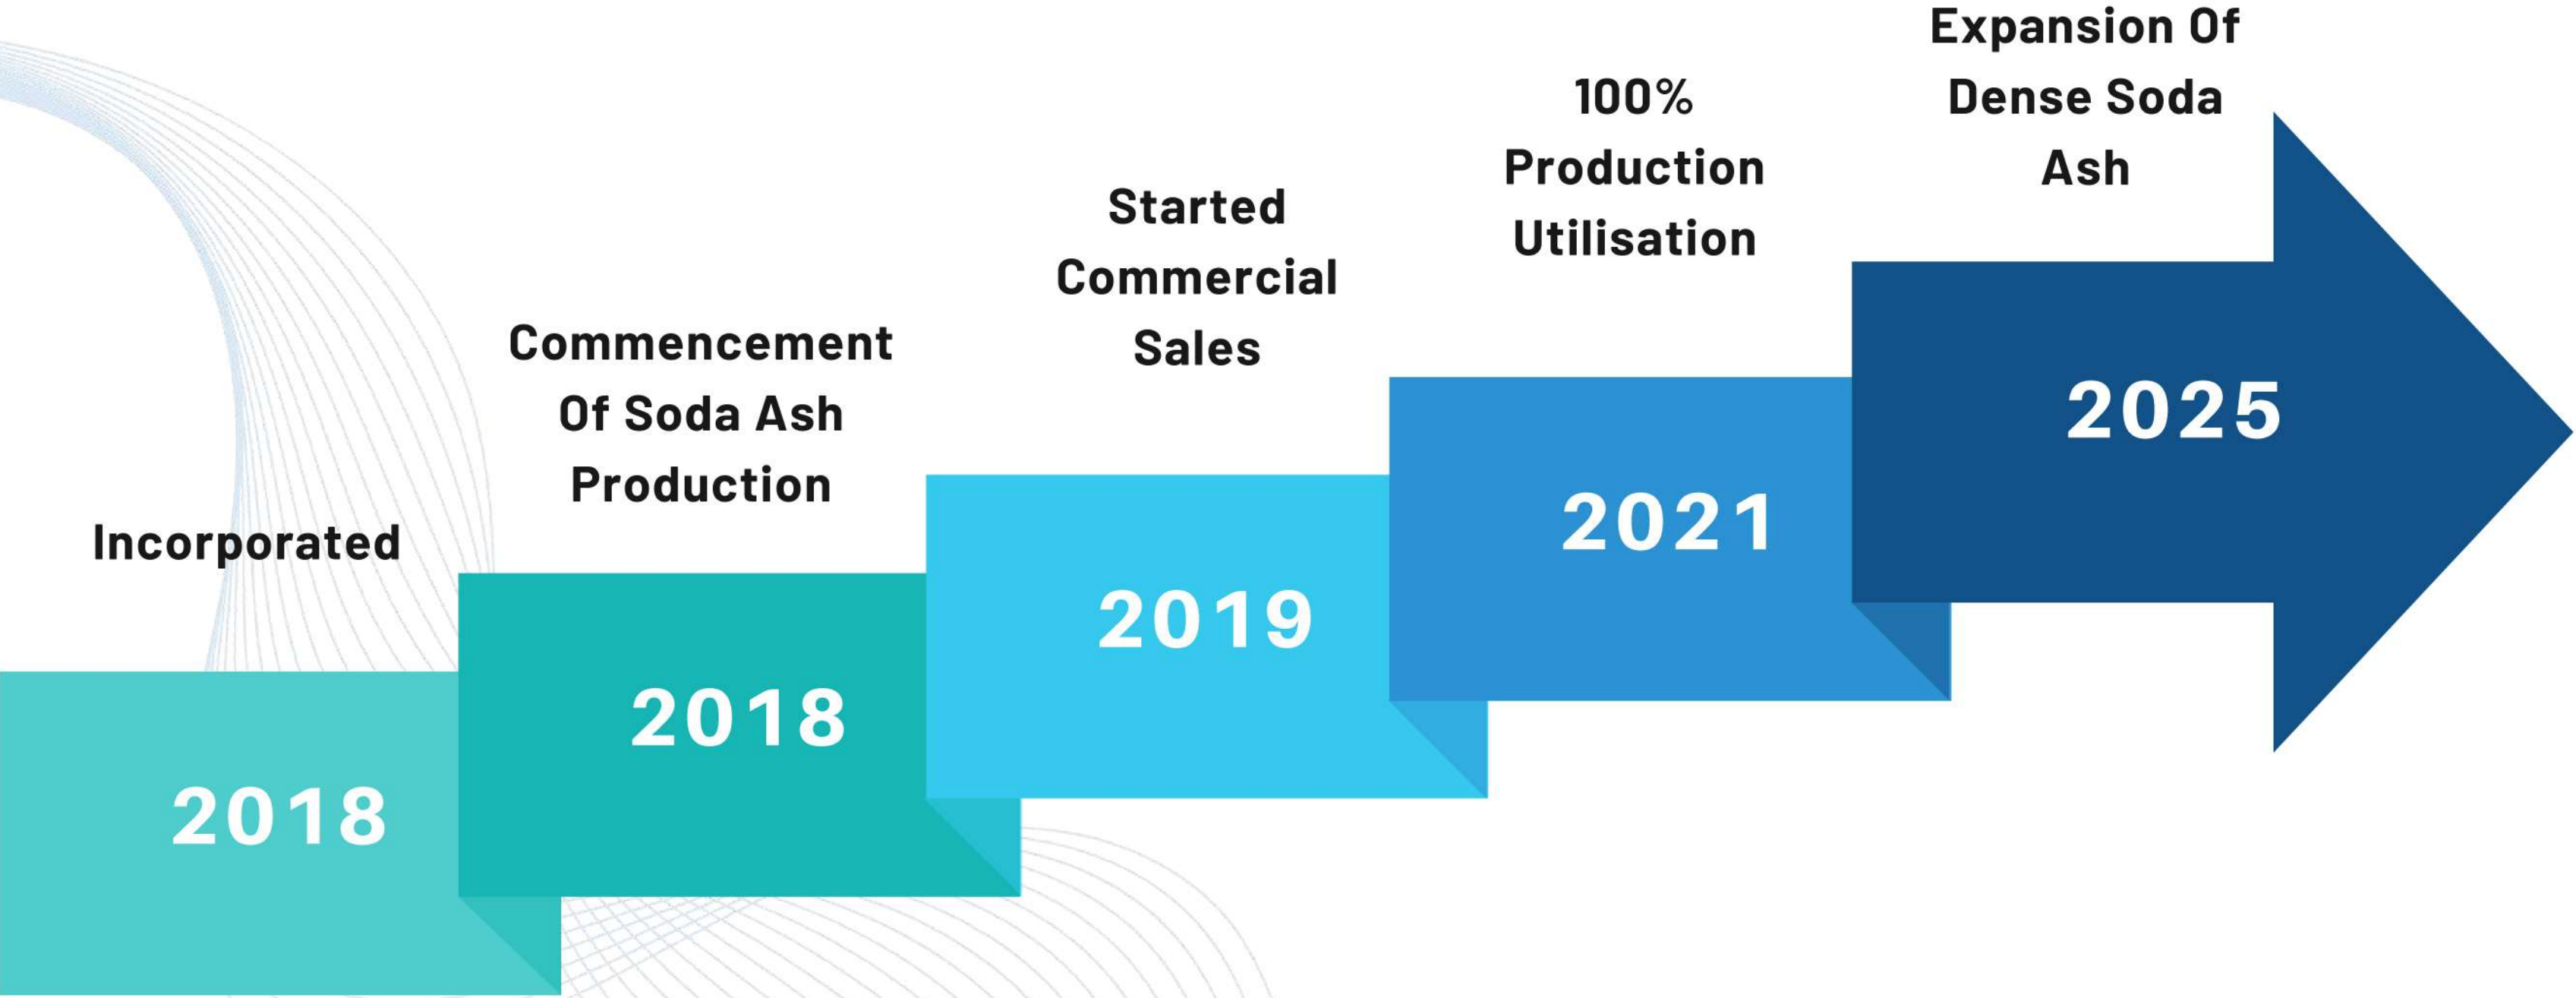 Incorporated
2018
Commencement
Of Soda Ash
Production
2018
Started
Commercial
Sales
2019
100%
Production
Utilisation
2021
Expansion Of
Dense Soda
Ash
2025